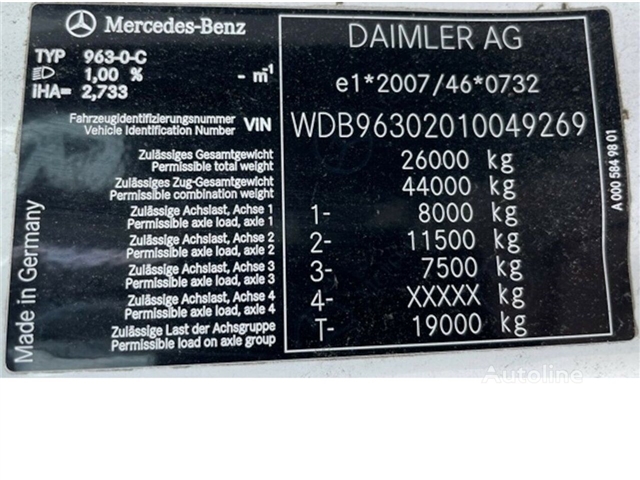 Mercedes-Benz
TYP 963-0-C
1,00 % - m⁻¹
iHA= 2,733
DAIMLER AG
e1*2007/46*0732
Fahrzeugidentifizierungsnummer
Vehicle Identification Number VIN WDB96302010049269
Zulässiges Gesamtgewicht
Permissible total weight 26000 kg
Zulässiges Zug-Gesamtgewicht
Permissible combination weight 44000 kg
Zulässige Achslast, Achse 1
Permissible axle load, axle 1 1- 8000 kg
Zulässige Achslast, Achse 2
Permissible axle load, axle 2 2- 11500 kg
Zulässige Achslast, Achse 3
Permissible axle load, axle 3 3- 7500 kg
Zulässige Achslast, Achse 4
Permissible axle load, axle 4 4- XXXXX kg
Zulässige Last der Achsgruppe
Permissible load on axle group T- 19000 kg
Made in Germany
A 000 584 98 01
Autoline